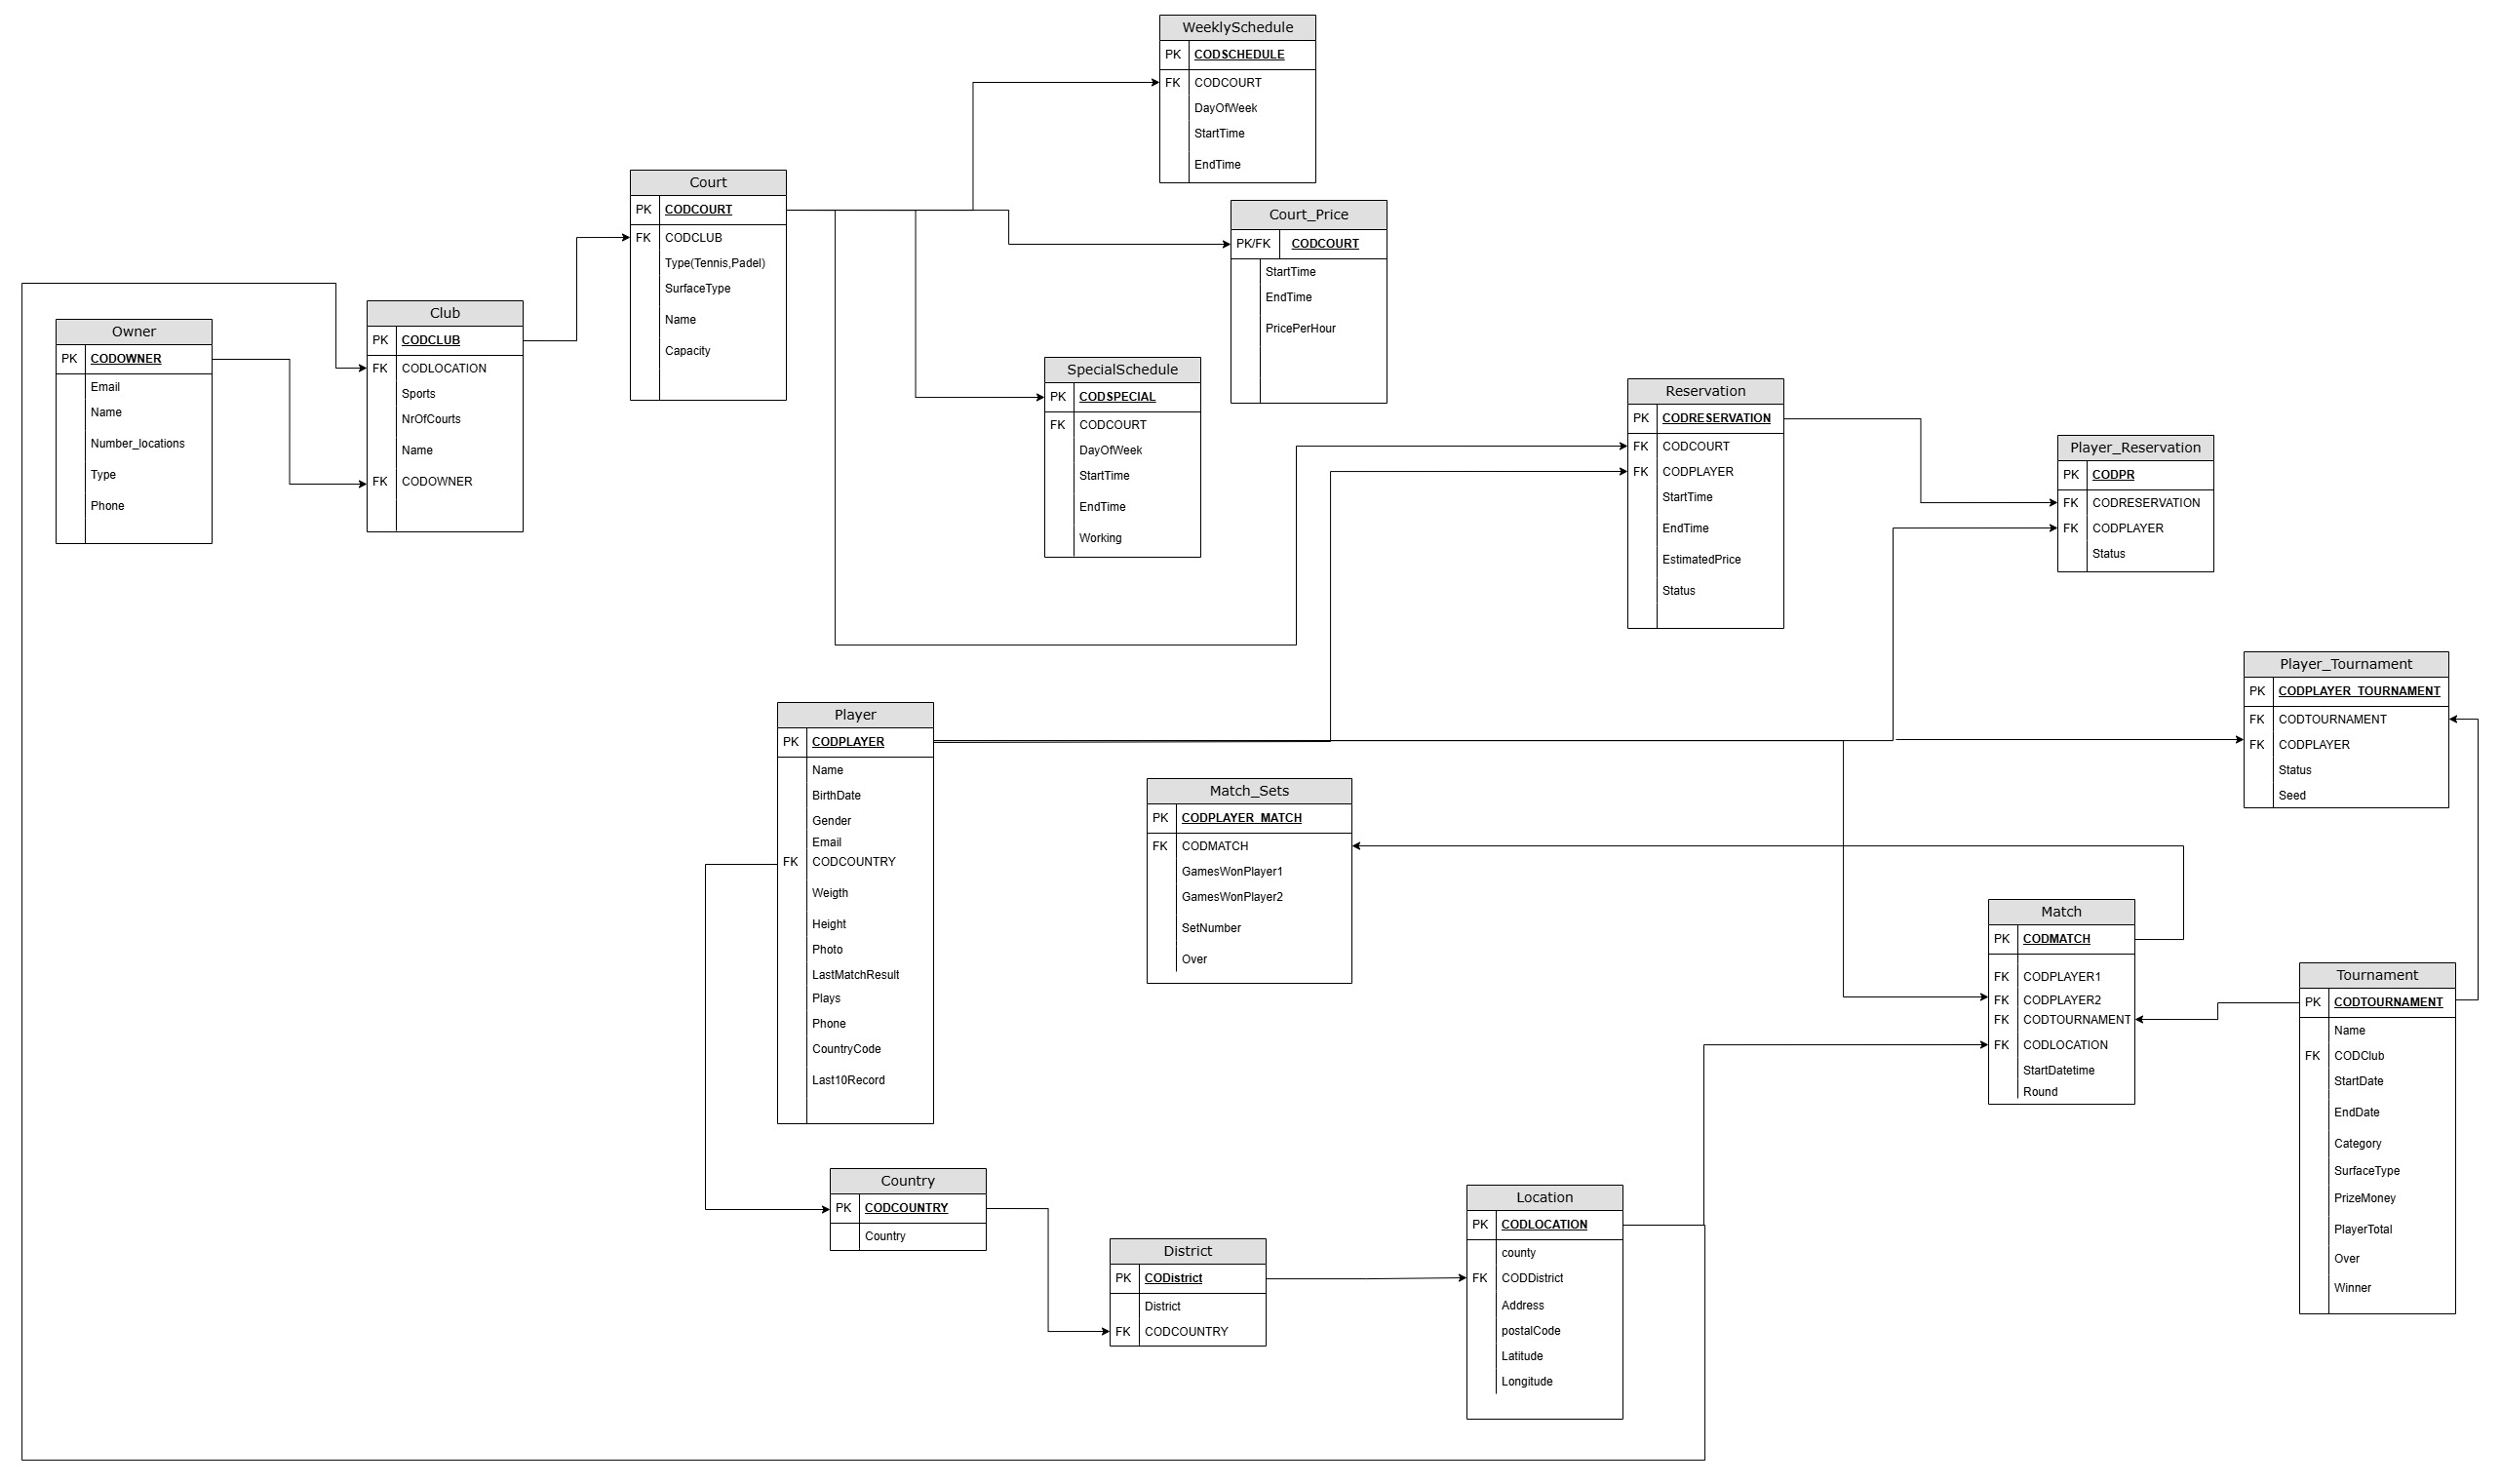 WeeklySchedule
PK CODSCHEDULE
FK CODCOURT
DayOfWeek
StartTime
EndTime
Court
PK CODCOURT
FK CODCLUB
Type(Tennis,Padel)
SurfaceType
Name
Capacity
Court_Price
PK/FK CODCOURT
StartTime
EndTime
PricePerHour
Owner
PK CODOWNER
Email
Name
Number_locations
Type
Phone
Club
PK CODCLUB
FK CODLOCATION
Sports
NrOfCourts
Name
FK CODOWNER
SpecialSchedule
PK CODSPECIAL
FK CODCOURT
DayOfWeek
StartTime
EndTime
Working
Reservation
PK CODRESERVATION
FK CODCOURT
FK CODPLAYER
StartTime
EndTime
EstimatedPrice
Status
Player_Reservation
PK CODPR
FK CODRESERVATION
FK CODPLAYER
Status
Player_Tournament
PK CODPLAYER_TOURNAMENT
FK CODTOURNAMENT
FK CODPLAYER
Status
Seed
Player
PK CODPLAYER
Name
BirthDate
Gender
Email
FK CODCOUNTRY
Weigth
Height
Photo
LastMatchResult
Plays
Phone
CountryCode
Last10Record
Match_Sets
PK CODPLAYER_MATCH
FK CODMATCH
GamesWonPlayer1
GamesWonPlayer2
SetNumber
Over
Match
PK CODMATCH
FK CODPLAYER1
FK CODPLAYER2
FK CODTOURNAMENT
FK CODLOCATION
StartDatetime
Round
Tournament
PK CODTOURNAMENT
Name
FK CODClub
StartDate
EndDate
Category
SurfaceType
PrizeMoney
PlayerTotal
Over
Winner
Country
PK CODCOUNTRY
Country
District
PK CODistrict
District
FK CODCOUNTRY
Location
PK CODLOCATION
county
FK CODDistrict
Address
postalCode
Latitude
Longitude